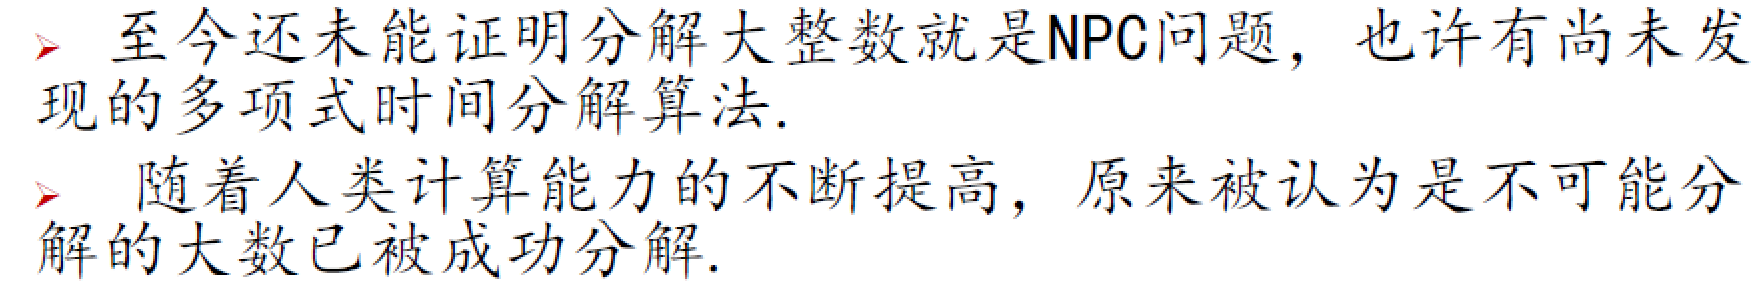 ➢ 至今还未能证明分解大整数就是NPC问题，也许有尚未发
现的多项式时间分解算法.
➢ 随着人类计算能力的不断提高，原来被认为是不可能分
解的大数已被成功分解.